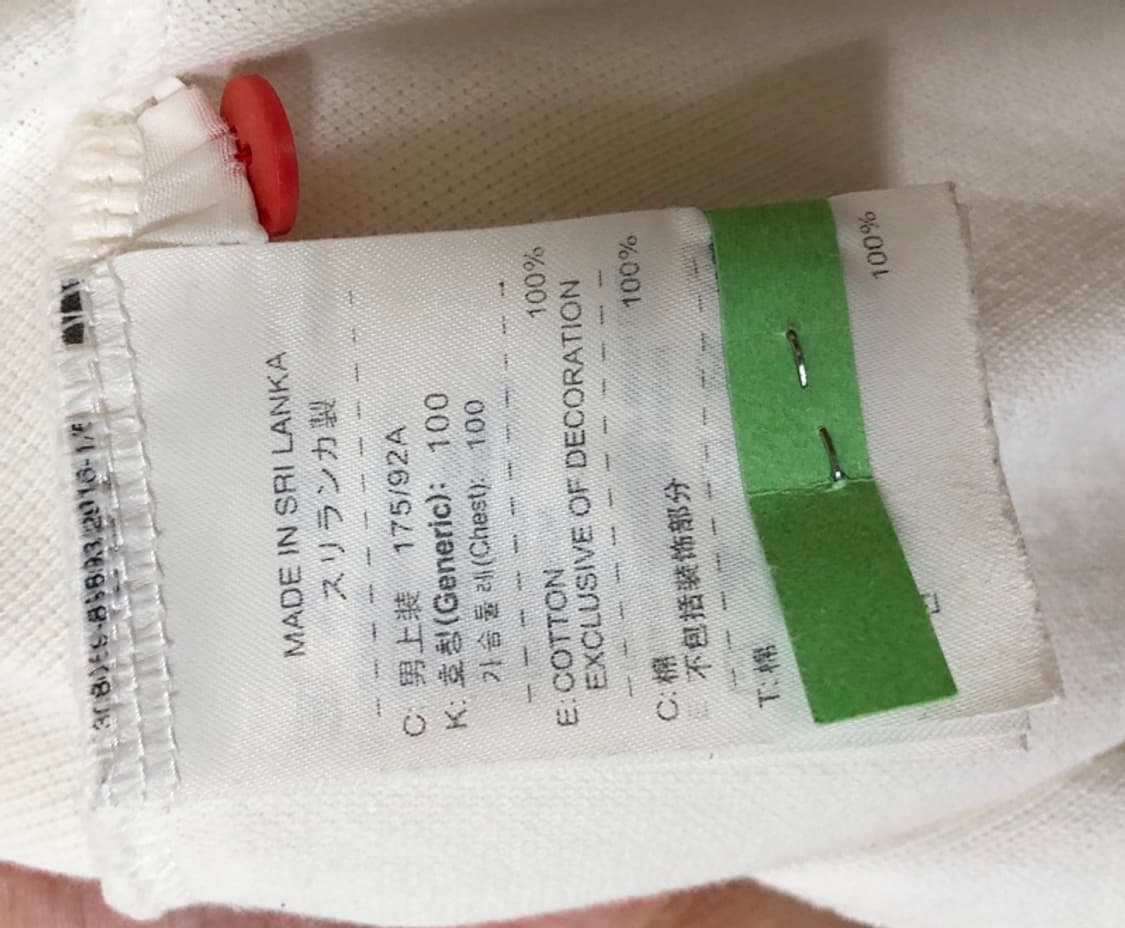 MADE IN SRI LANKA
スリランカ製
C: 男上装 175/92A
K: 호칭(Generic): 100
가슴둘레(Chest): 100
E: COTTON 100%
EXCLUSIVE OF DECORATION
C: 棉 100%
不包括装饰部分
T: 棉 100%